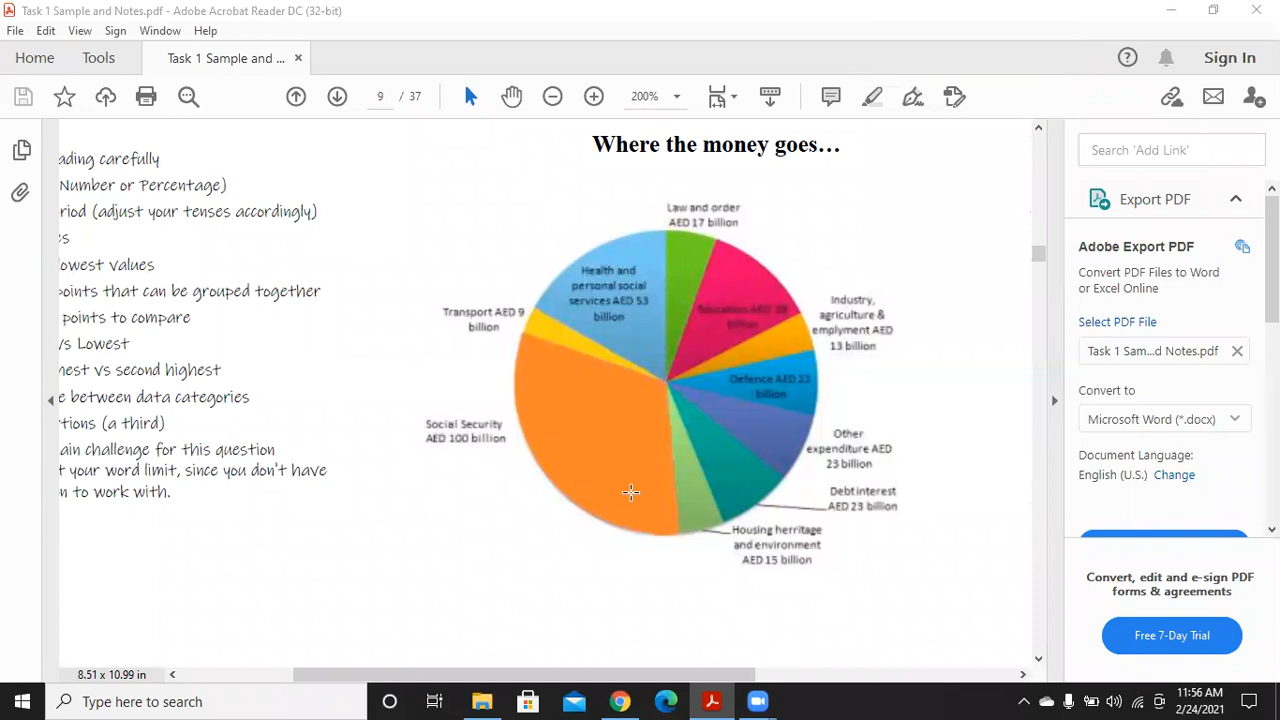 Task 1 Sample and Notes.pdf - Adobe Acrobat Reader DC (32-bit)
File Edit View Sign Window Help
Home Tools Task 1 Sample and ... × Sign In
9 / 37 200%
ading carefully
Number or Percentage)
riod (adjust your tenses accordingly)
es
lowest values
points that can be grouped together
points to compare
vs Lowest
hest vs second highest
e between data categories
tions (a third)
ain challenge for this question
t your word limit, since you don't have
n to work with.
Where the money goes...
Law and order
AED 17 billion
Health and
personal social
services AED 53
billion
Education AED
billion
Transport AED 9
billion
Industry,
agriculture &
emplyment AED
13 billion
Defence AED 22
billion
Social Security
AED 100 billion
Other
expenditure AED
23 billion
Debt interest
AED 23 billion
Housing herritage
and environment
AED 15 billion
8.51 x 10.99 in
Search 'Add Link'
Export PDF
Adobe Export PDF
Convert PDF Files to Word
or Excel Online
Select PDF File
Task 1 Sam...d Notes.pdf
Convert to
Microsoft Word (*.docx)
Document Language:
English (U.S.) Change
Convert, edit and e-sign PDF
forms & agreements
Free 7-Day Trial
Type here to search
11:56 AM
2/24/2021